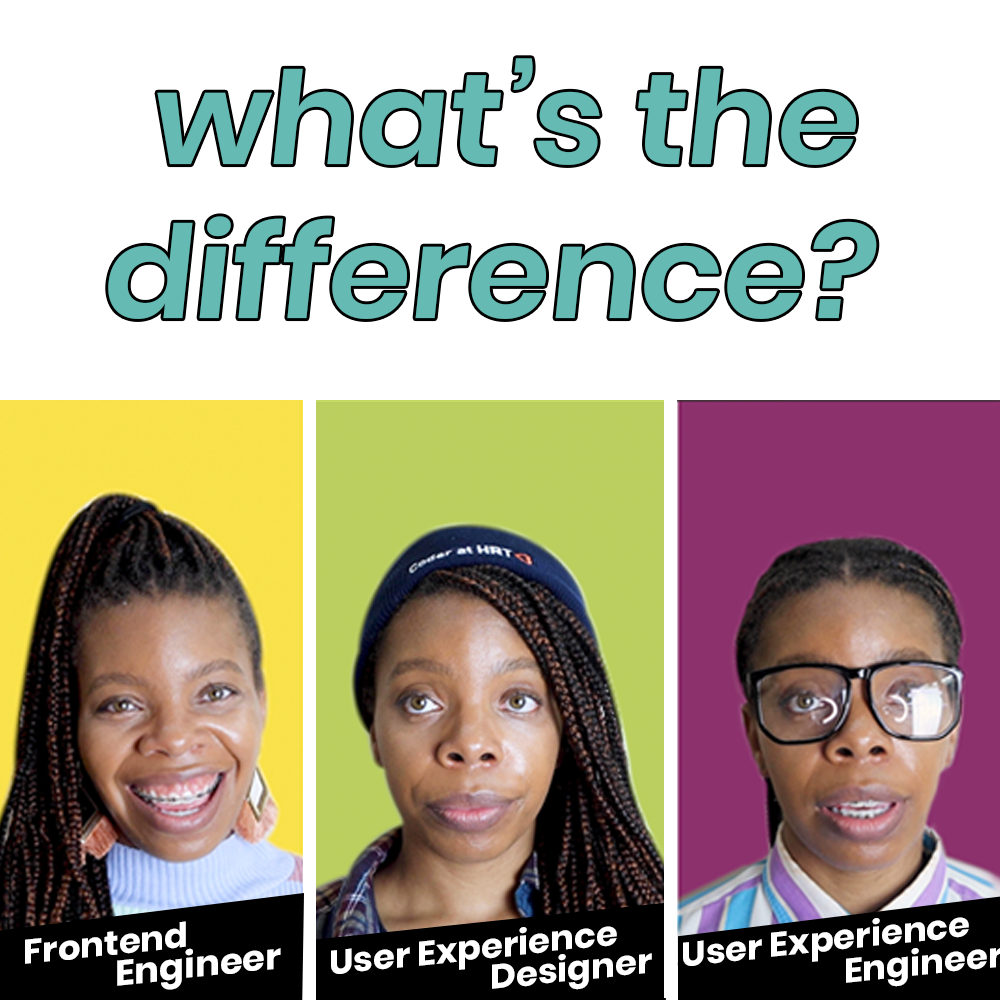 what's the
difference?
Coder at HRT
Frontend
Engineer
User Experience
Designer
User Experience
Engineer